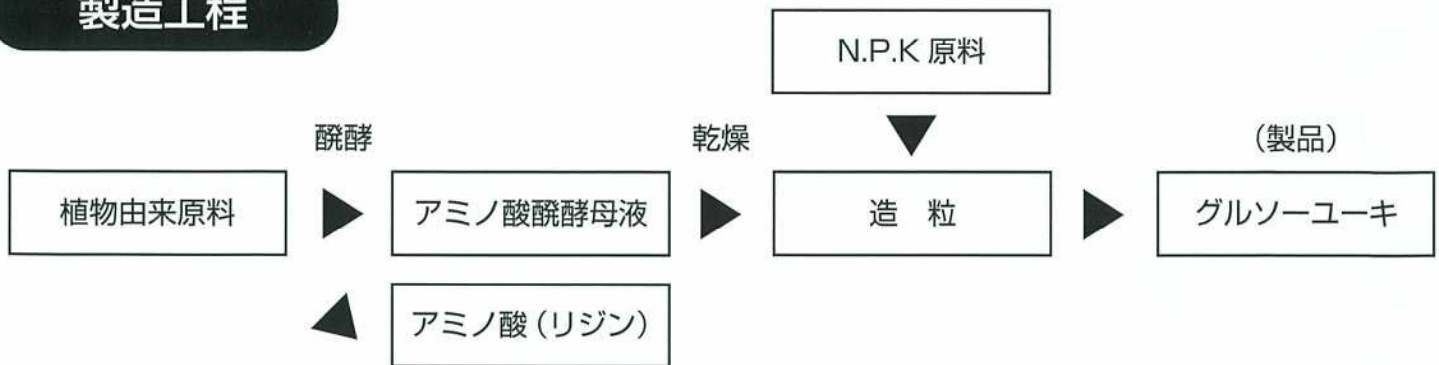 製造工程
N.P.K 原料
醗酵
乾燥
(製品)
植物由来原料
アミノ酸醗酵母液
造 粒
グルソーユーキ
アミノ酸(リジン)